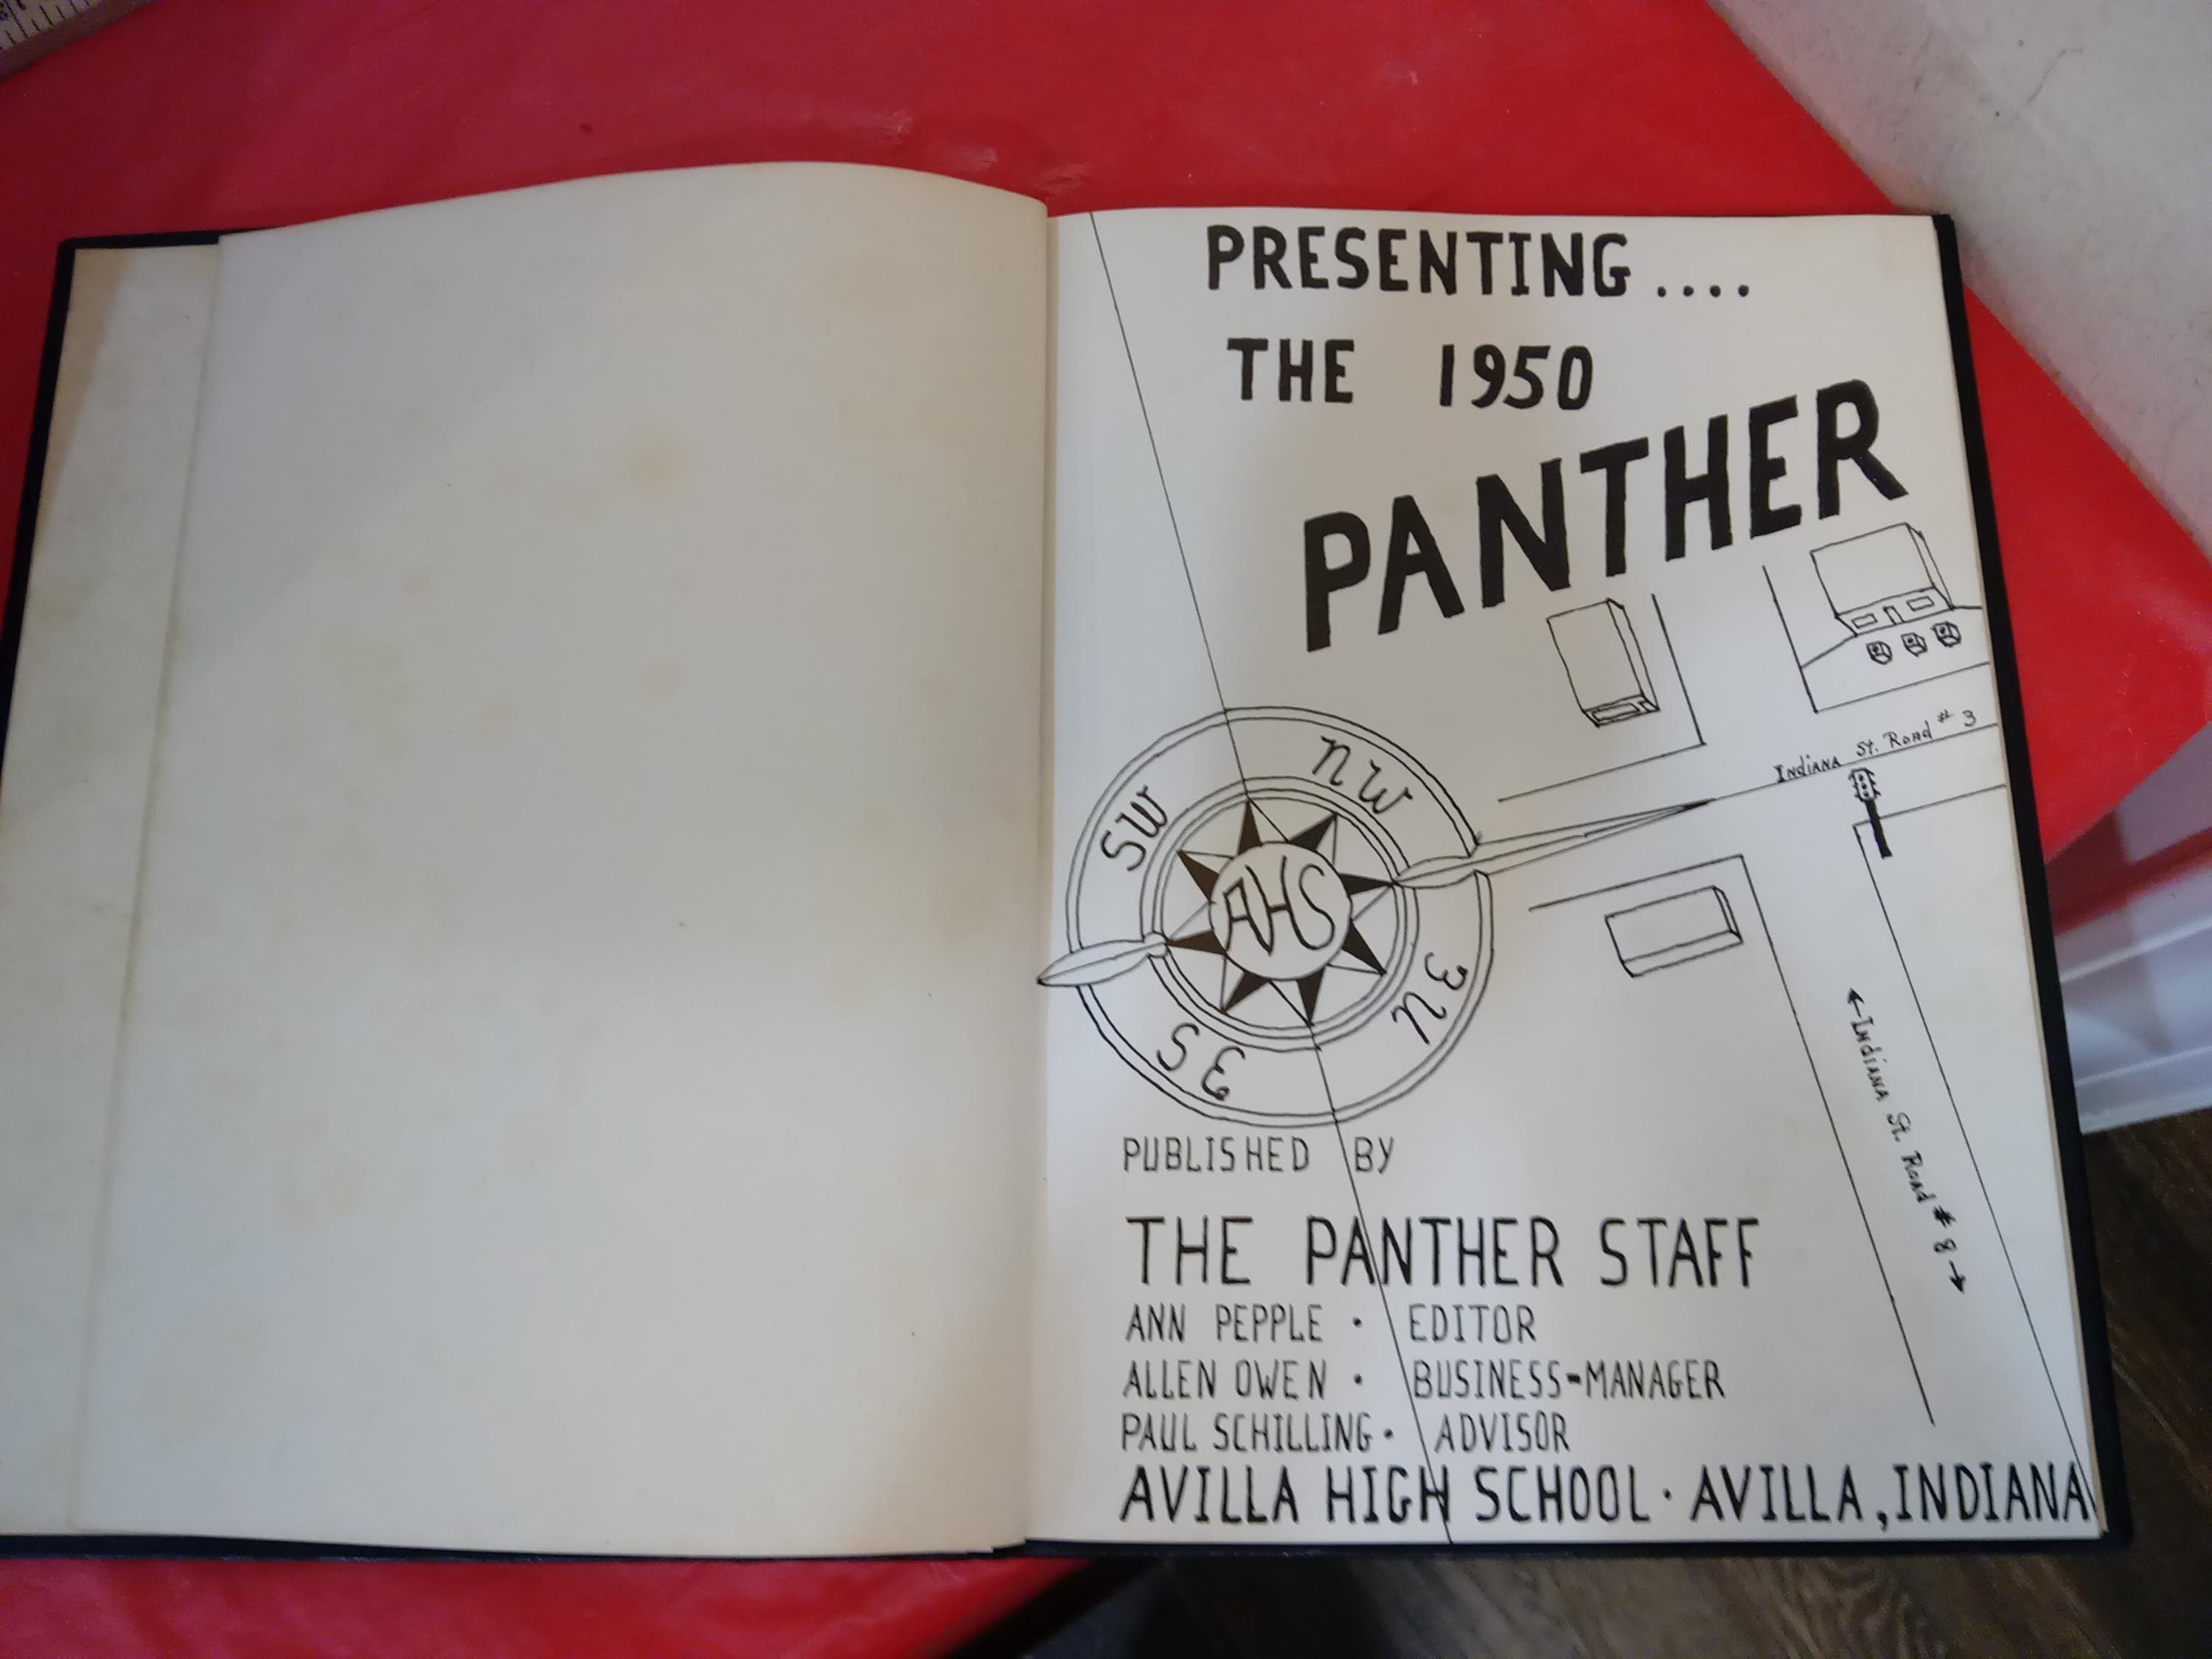 PRESENTING....
THE 1950
PANTHER
Indiana St. Road # 3
SW
NW
AHS
NE
SE
←Indiana St. Road # 8→
PUBLISHED BY
THE PANTHER STAFF
ANN PEPPLE · EDITOR
ALLEN OWEN · BUSINESS-MANAGER
PAUL SCHILLING · ADVISOR
AVILLA HIGH SCHOOL · AVILLA, INDIANA